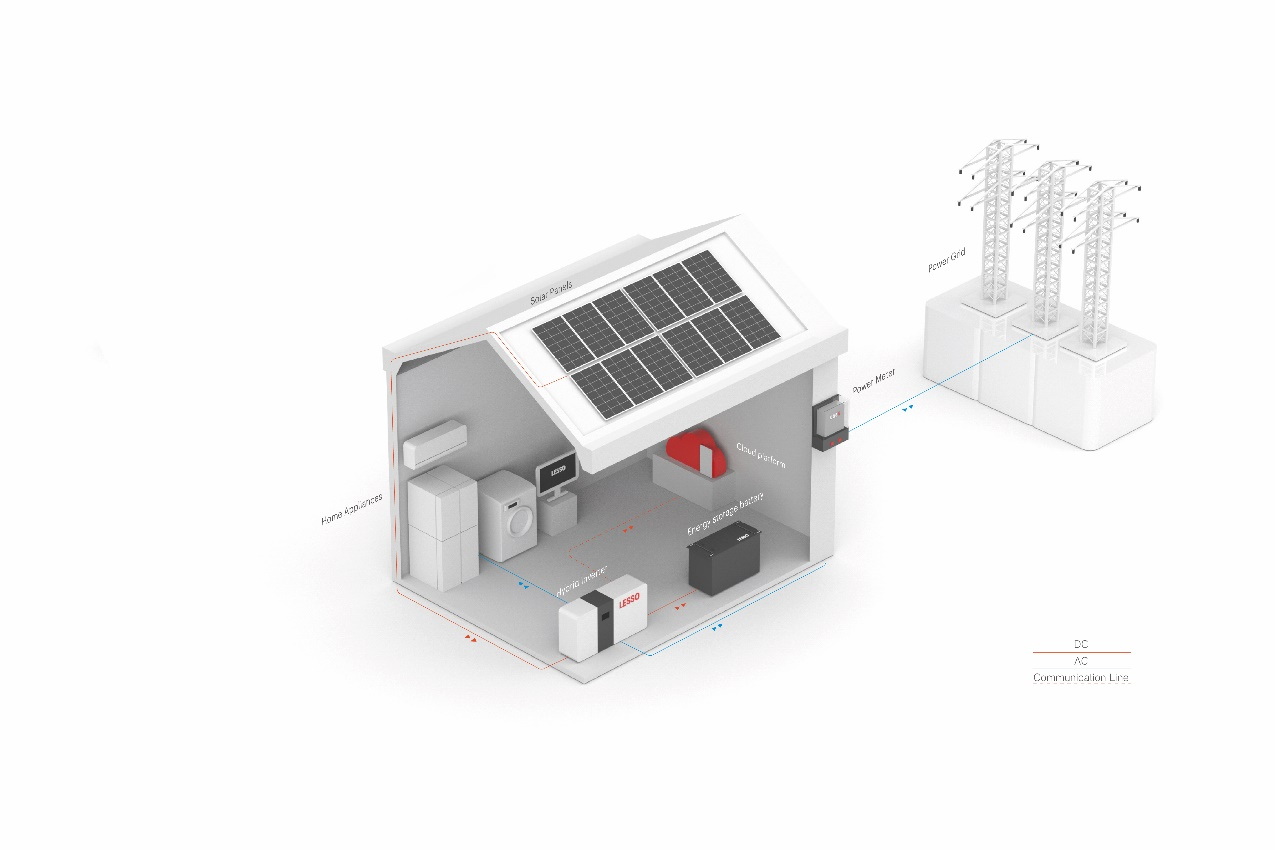 Power Grid
Solar Panels
Power Meter
Cloud platform
LESSO
Home Appliances
Energy storage battery
Hybrid inverter
LESSO
DC
AC
Communication Line